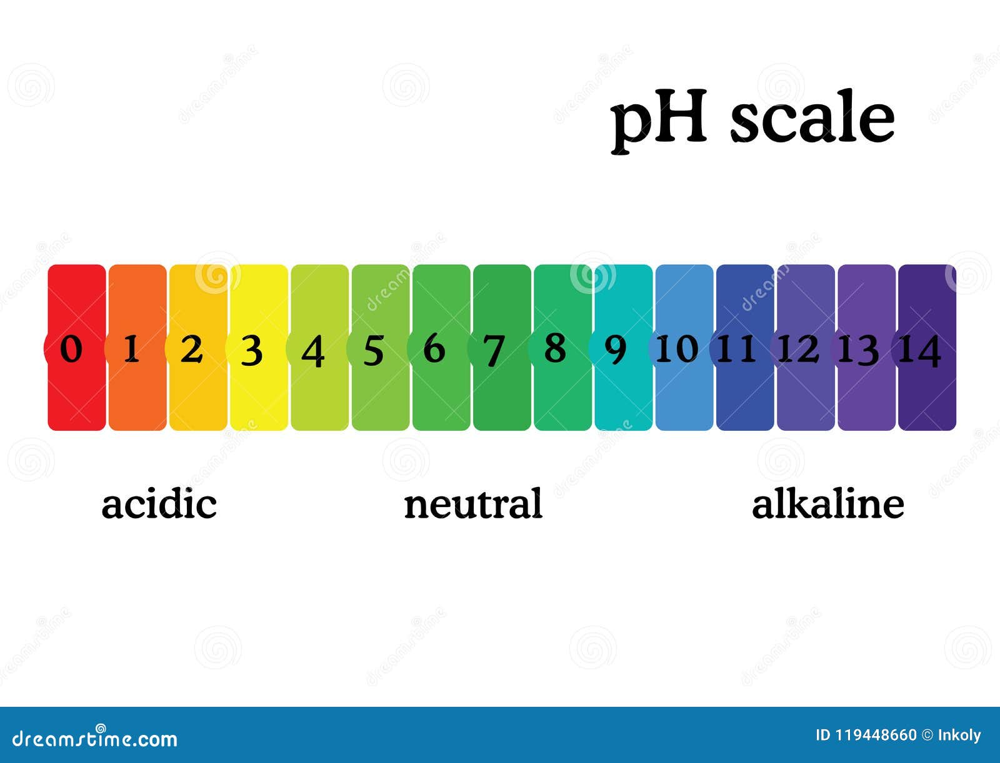 pH scale
0 1 2 3 4 5 6 7 8 9 10 11 12 13 14
acidic neutral alkaline
dreamstime.com
ID 119448660 © Inkoly
dreamstime